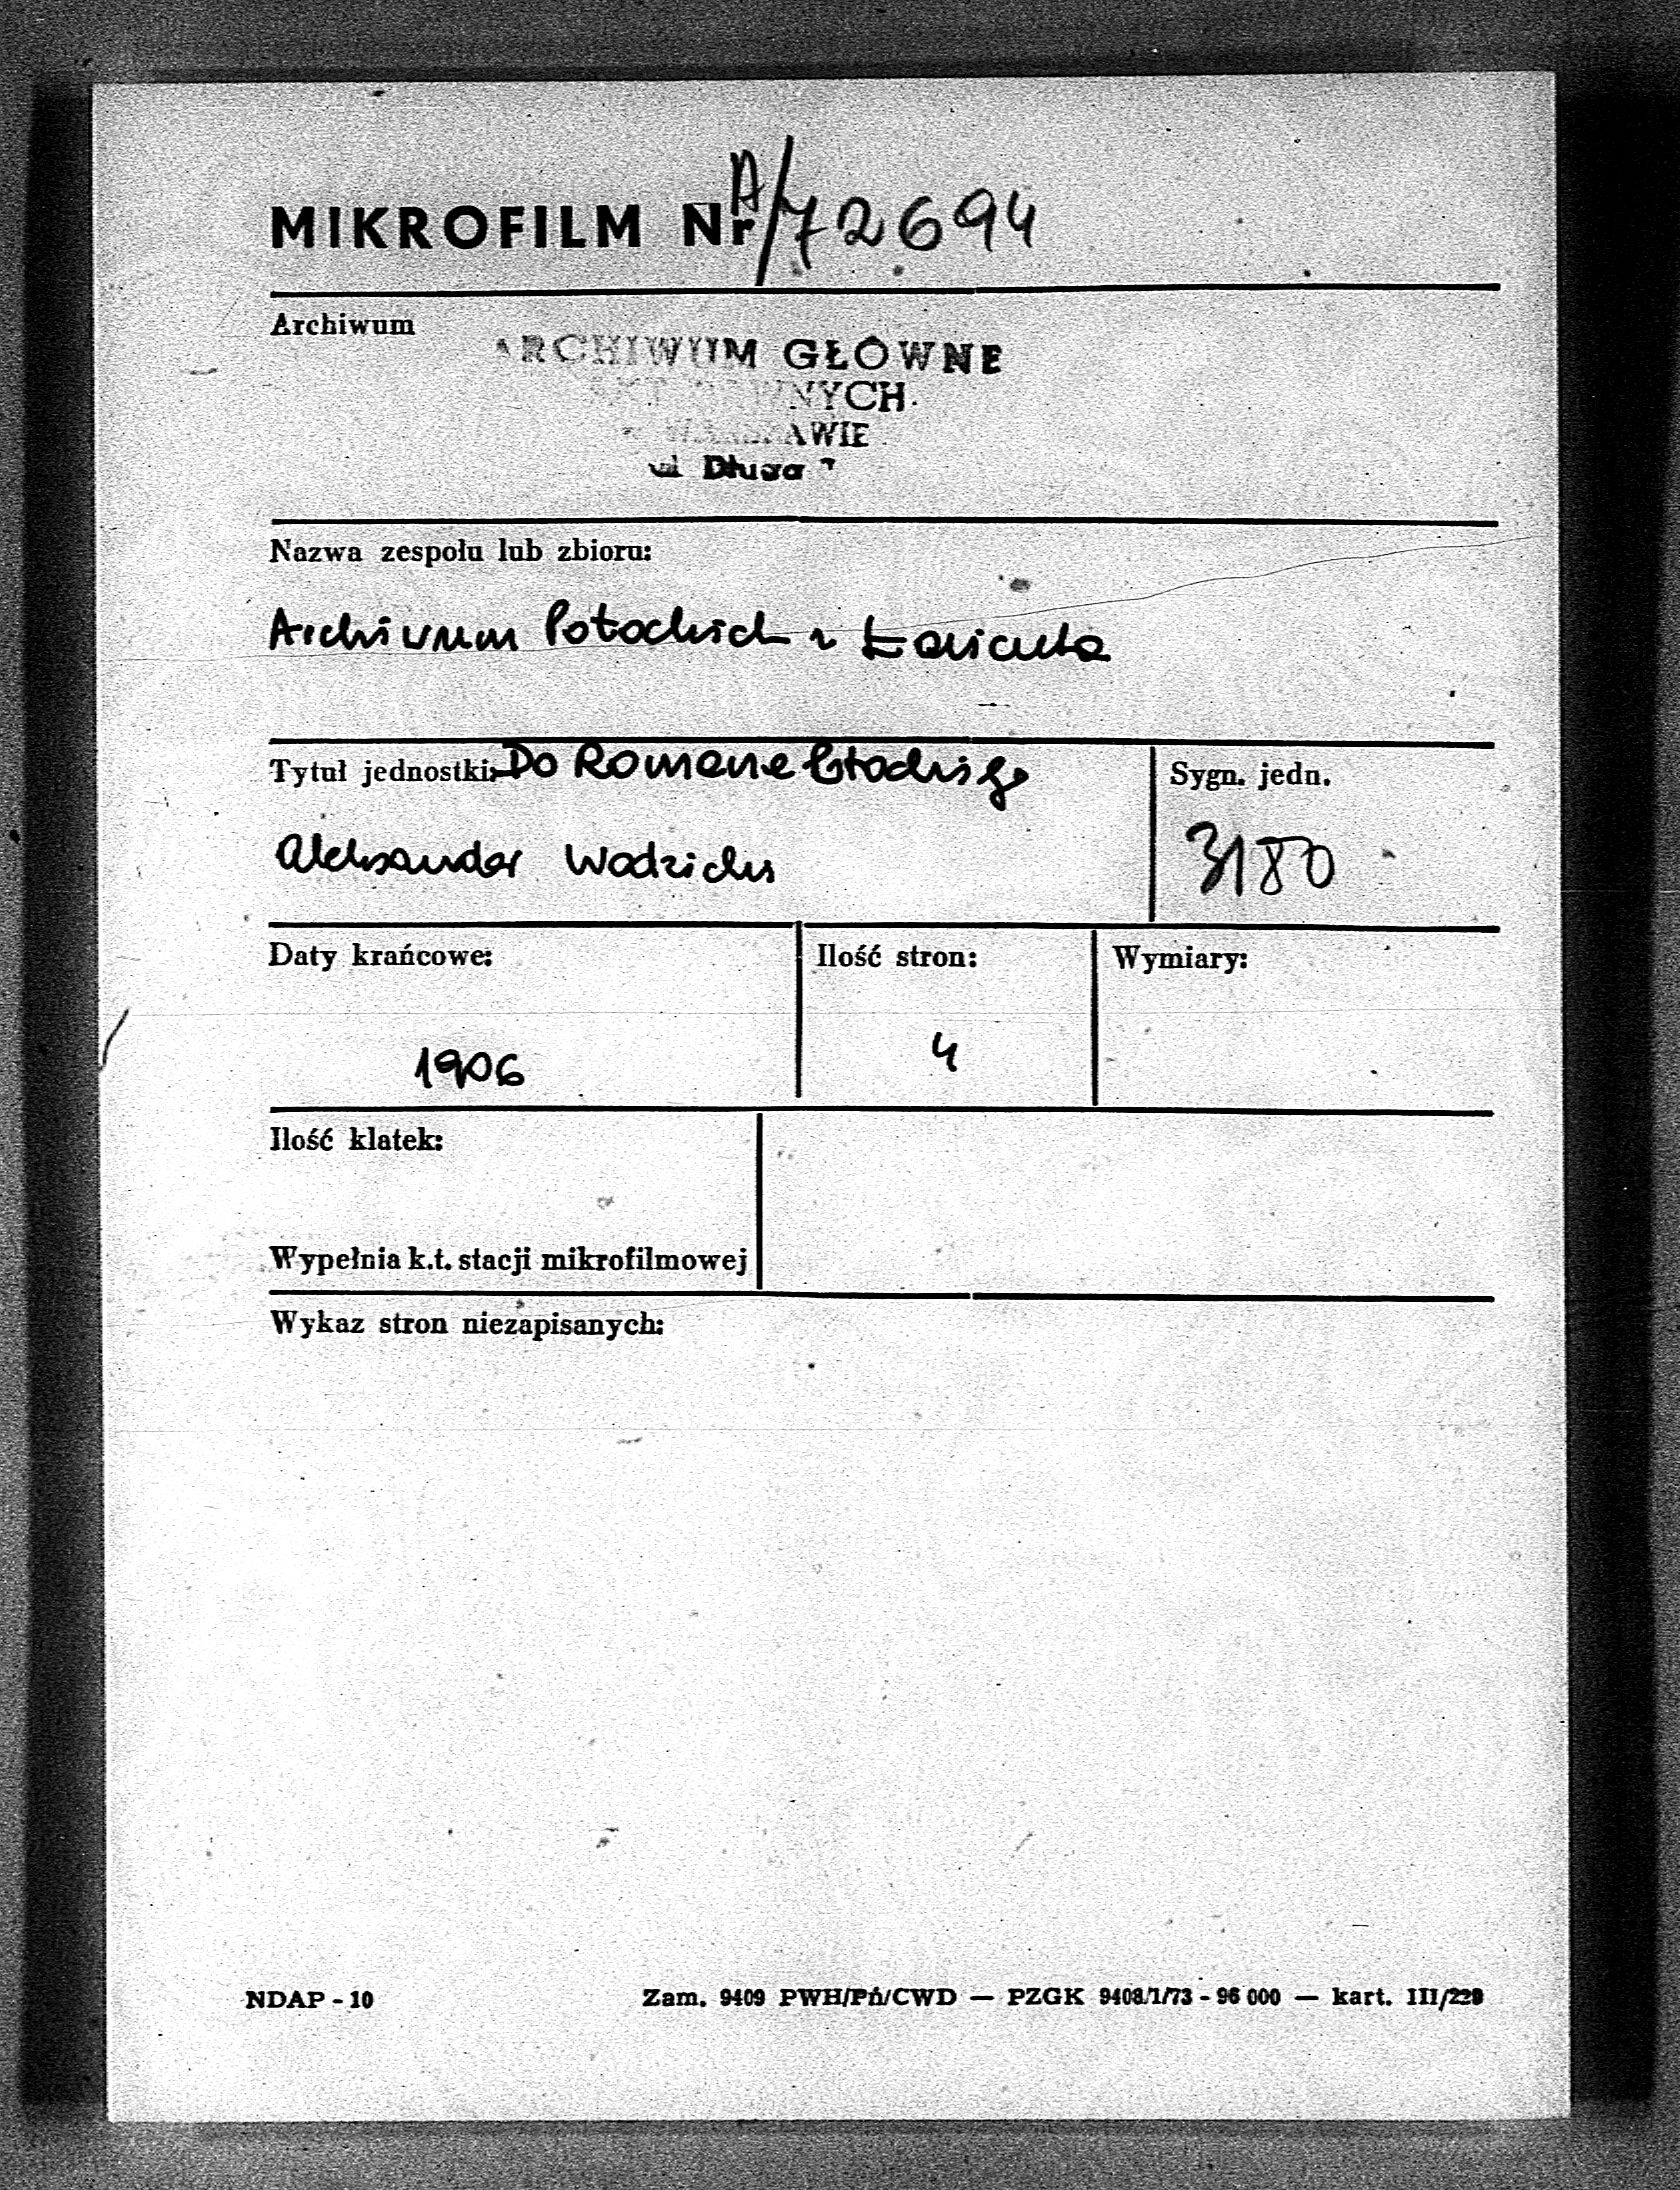 MIKROFILM Nr A/72694
Archiwum
ARCHIWUM GŁÓWNE
NYCH
WARSZAWIE
ul Długa 7
Nazwa zespołu lub zbioru:
Archiwum Potockich z Łańcuta
Tytuł jednostki: Do Romana Potockiego
Sygn. jedn.
Aleksander Wodzicki
3180
Daty krańcowe:
Ilość stron:
Wymiary:
1906
4
Ilość klatek:
Wypełnia k.t. stacji mikrofilmowej
Wykaz stron niezapisanych:
NDAP - 10
Zam. 9409 PWH/Pń/CWD — PZGK 9408/1/73 - 96 000 — kart. III/229